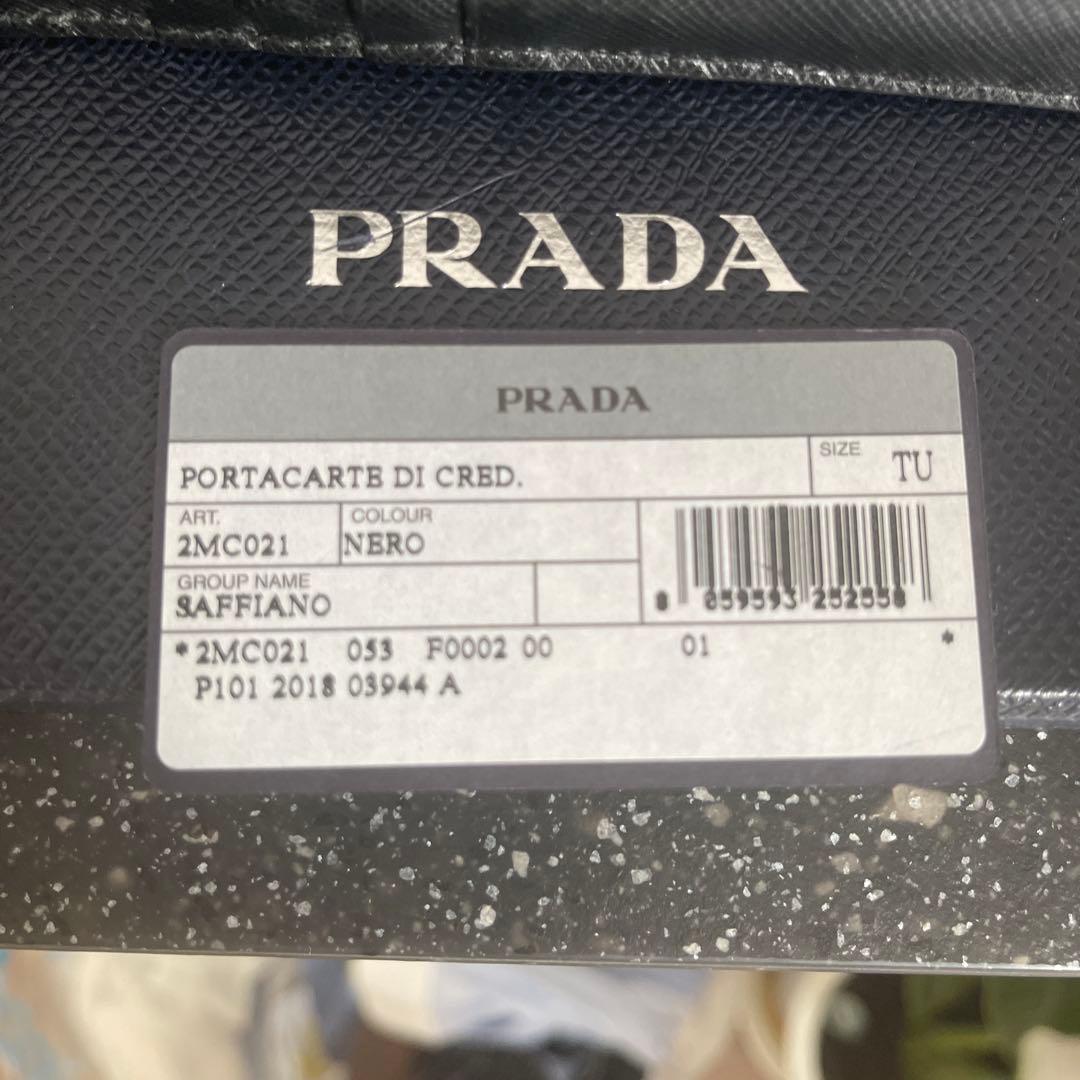 PRADA
PRADA
PORTACARTE DI CRED.
SIZE TU
ART. COLOUR
2MC021 NERO
GROUP NAME
SAFFIANO
8 059593 252558
*2MC021 053 F0002 00 01 *
P101 2018 03944 A